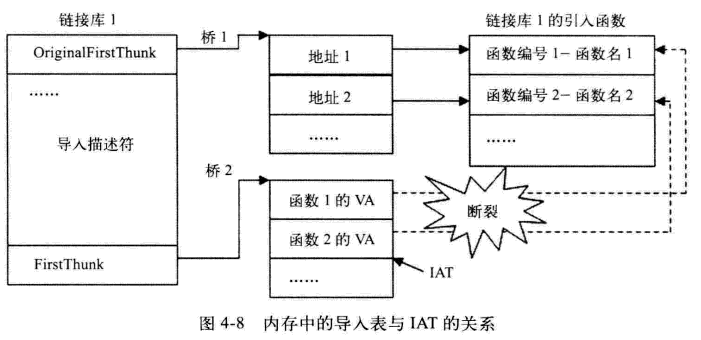 链接库 1
OriginalFirstThunk
……
导入描述符
FirstThunk
桥 1
地址 1
地址 2
……
链接库 1 的引入函数
函数编号 1－函数名 1
函数编号 2－函数名 2
……
桥 2
函数 1 的 VA
函数 2 的 VA
……
断裂
IAT
图 4-8 内存中的导入表与 IAT 的关系